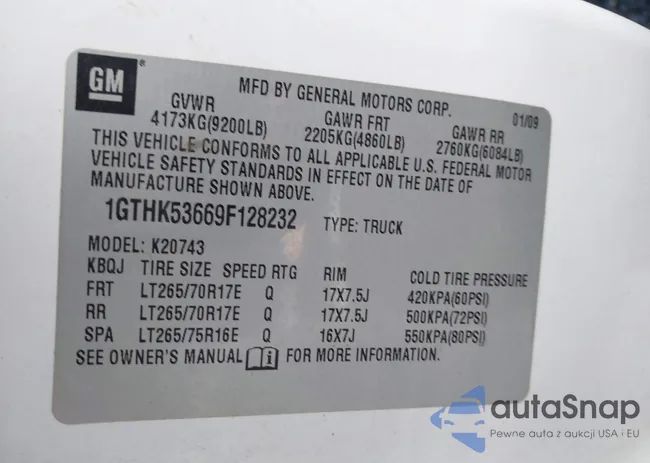 GM ®
MFD BY GENERAL MOTORS CORP. 01/09
GVWR GAWR FRT GAWR RR
4173KG(9200LB) 2205KG(4860LB) 2760KG(6084LB)
THIS VEHICLE CONFORMS TO ALL APPLICABLE U.S. FEDERAL MOTOR
VEHICLE SAFETY STANDARDS IN EFFECT ON THE DATE OF
MANUFACTURE SHOWN ABOVE.
1GTHK53669F128232 TYPE: TRUCK
MODEL: K20743
KBQJ TIRE SIZE SPEED RTG RIM COLD TIRE PRESSURE
FRT LT265/70R17E Q 17X7.5J 420KPA(60PSI)
RR LT265/70R17E Q 17X7.5J 500KPA(72PSI)
SPA LT265/75R16E Q 16X7J 550KPA(80PSI)
SEE OWNER'S MANUAL i FOR MORE INFORMATION.
autaSnap
Pewne auta z aukcji USA i EU